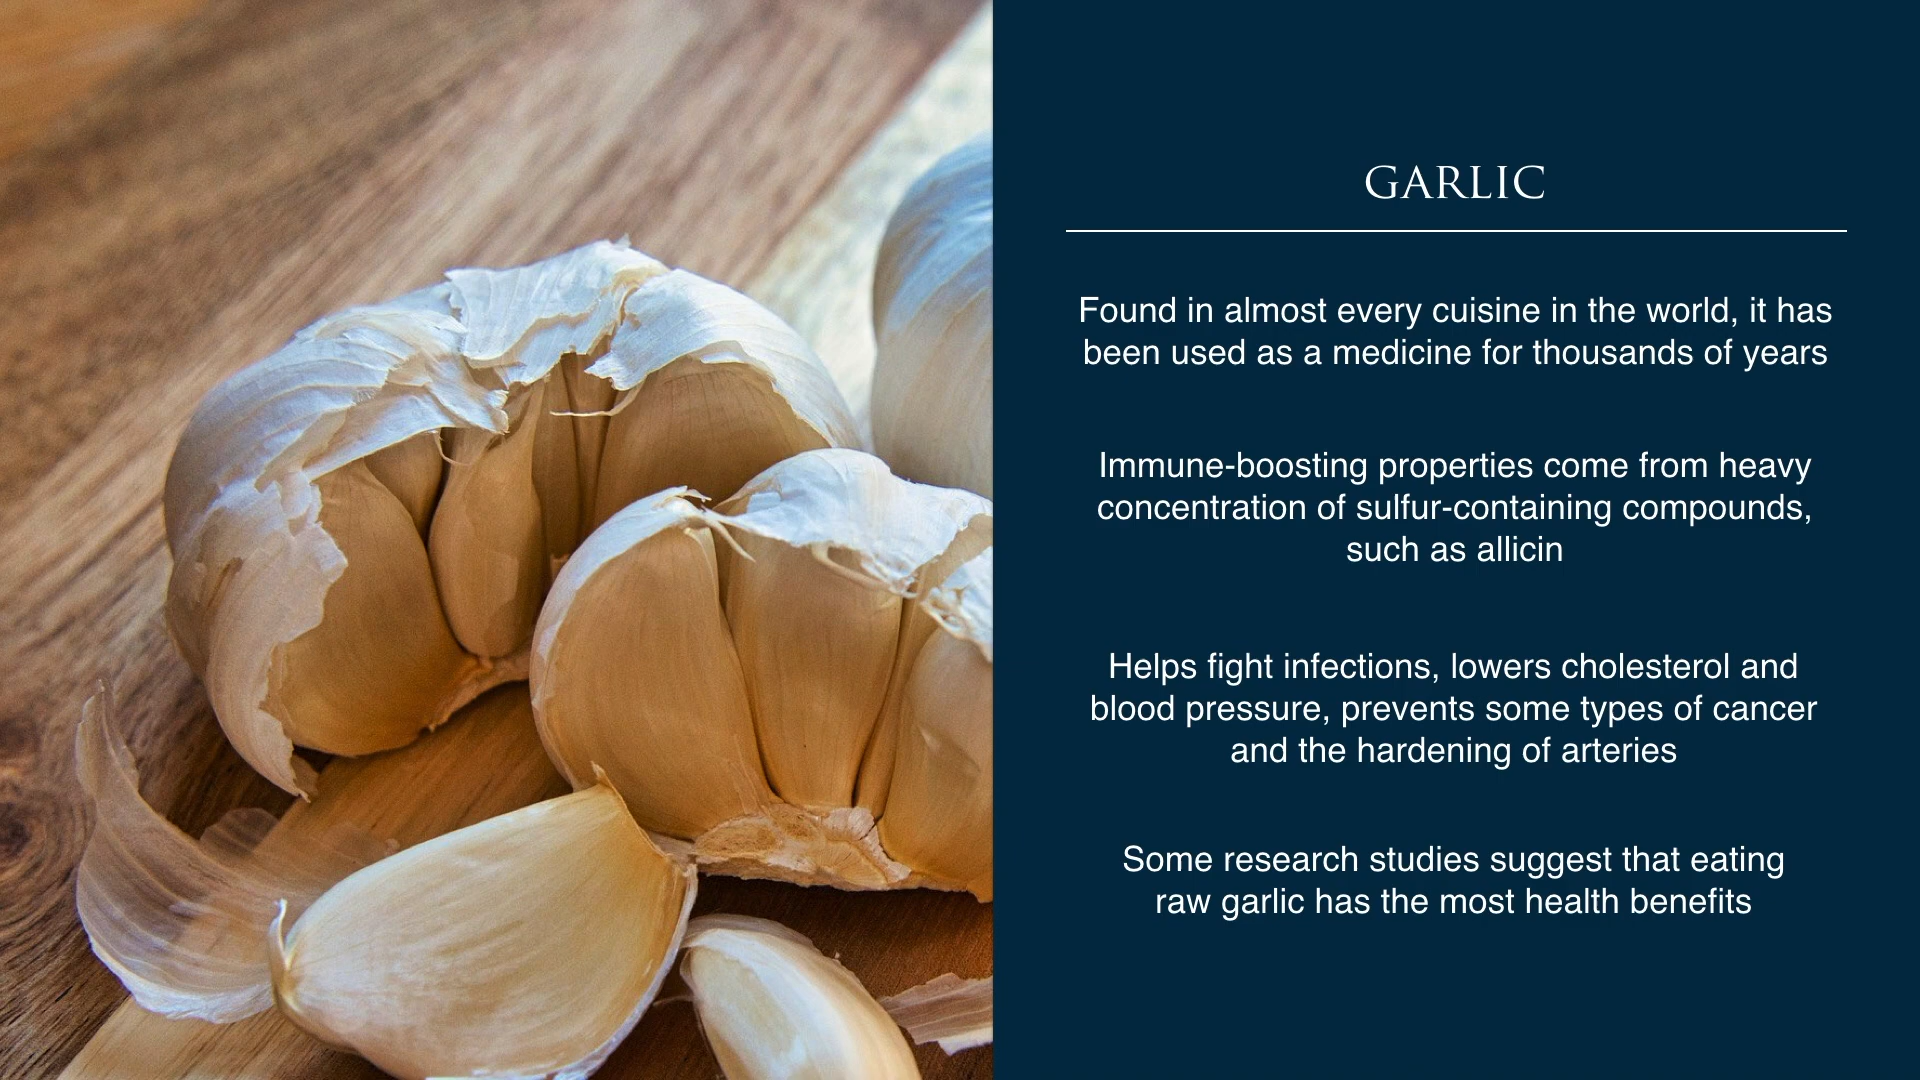 GARLIC
Found in almost every cuisine in the world, it has
been used as a medicine for thousands of years
Immune-boosting properties come from heavy
concentration of sulfur-containing compounds,
such as allicin
Helps fight infections, lowers cholesterol and
blood pressure, prevents some types of cancer
and the hardening of arteries
Some research studies suggest that eating
raw garlic has the most health benefits